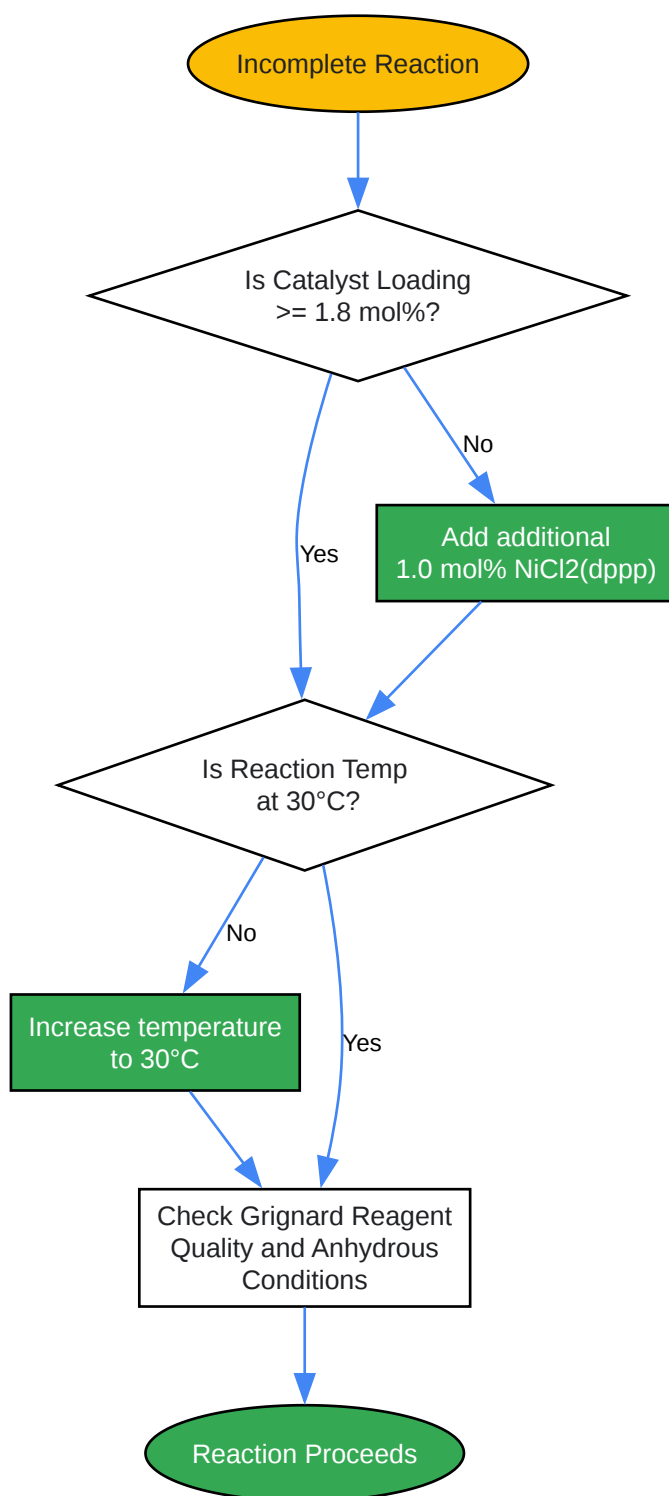 Incomplete Reaction
Is Catalyst Loading
>= 1.8 mol%?
No
Add additional
1.0 mol% NiCl2(dppp)
Yes
Is Reaction Temp
at 30°C?
No
Increase temperature
to 30°C
Yes
Check Grignard Reagent
Quality and Anhydrous
Conditions
Reaction Proceeds